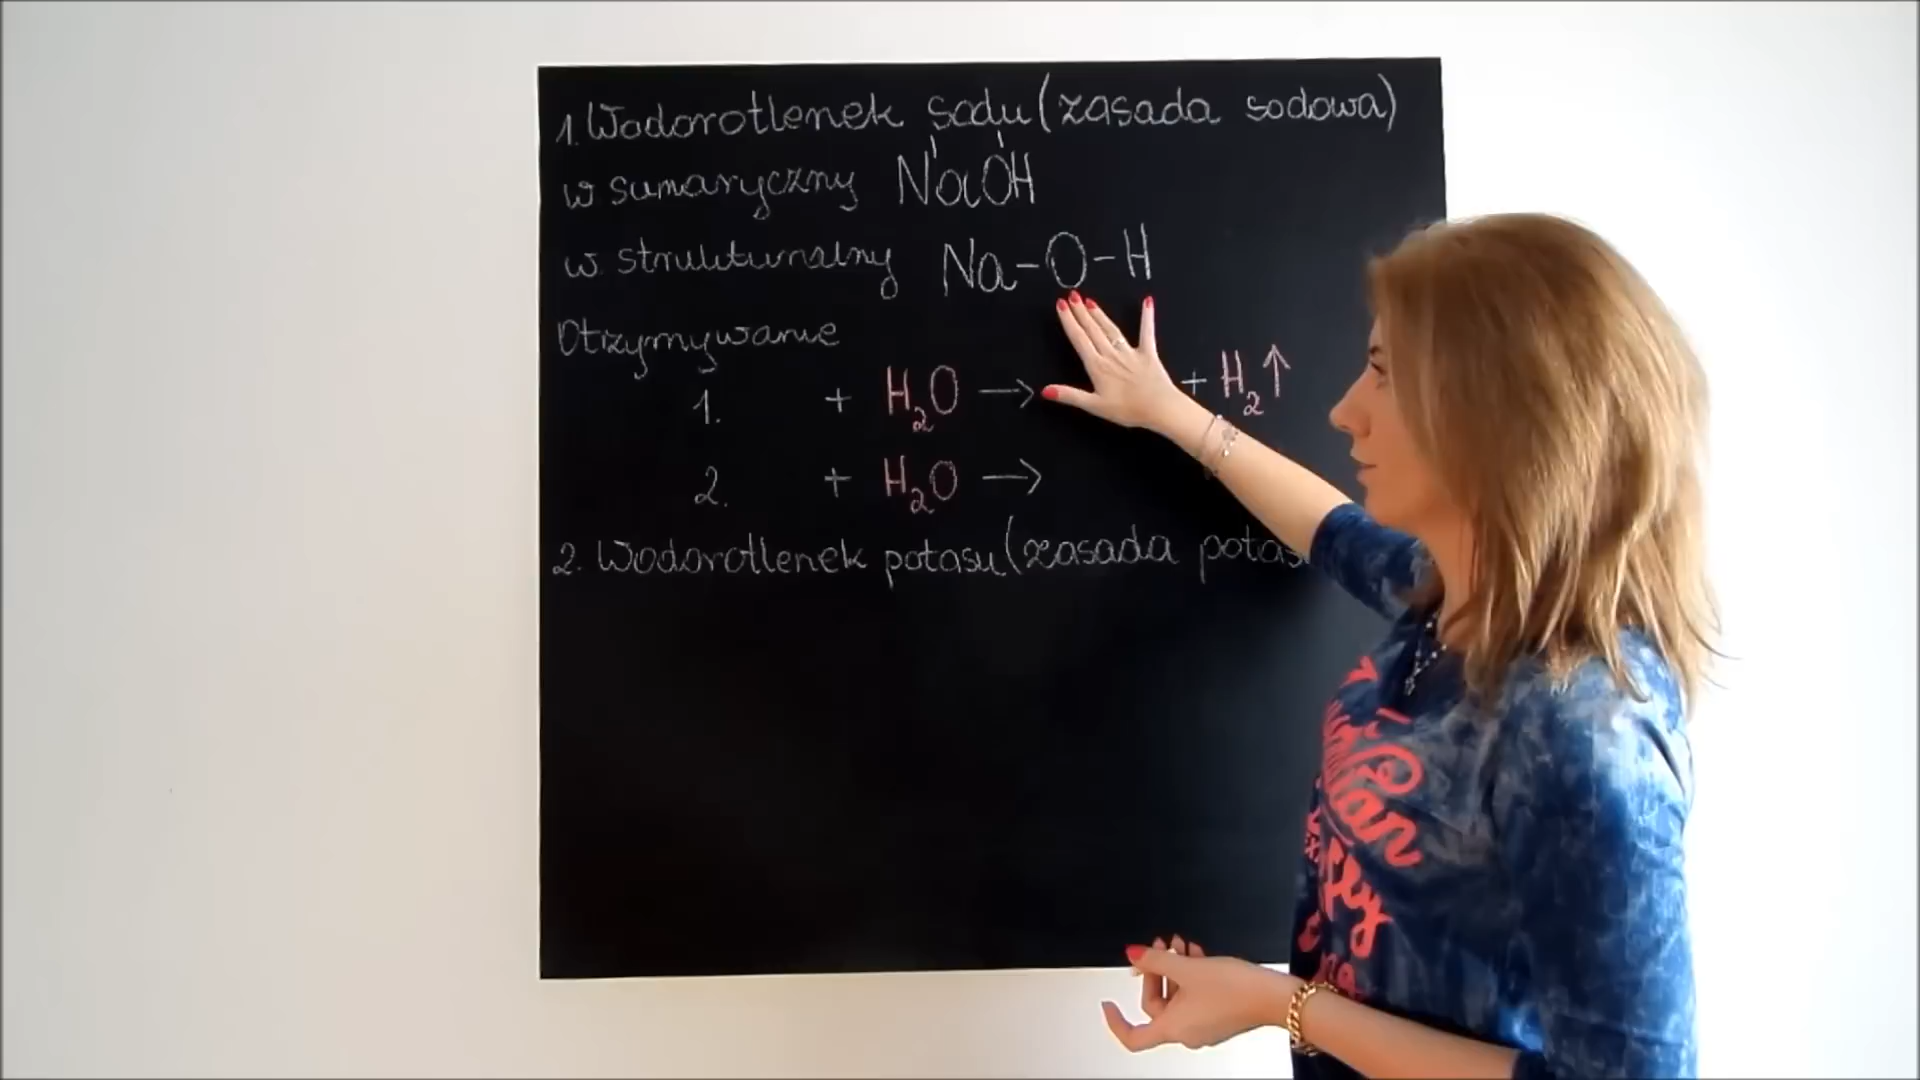 1. Wodorotlenek sodu (zasada sodowa)
w sumaryczny NaOH
w strukturalny Na-O-H
Otrzymywanie
1. + H₂O → + H₂↑
2. + H₂O →
2. Wodorotlenek potasu (zasada